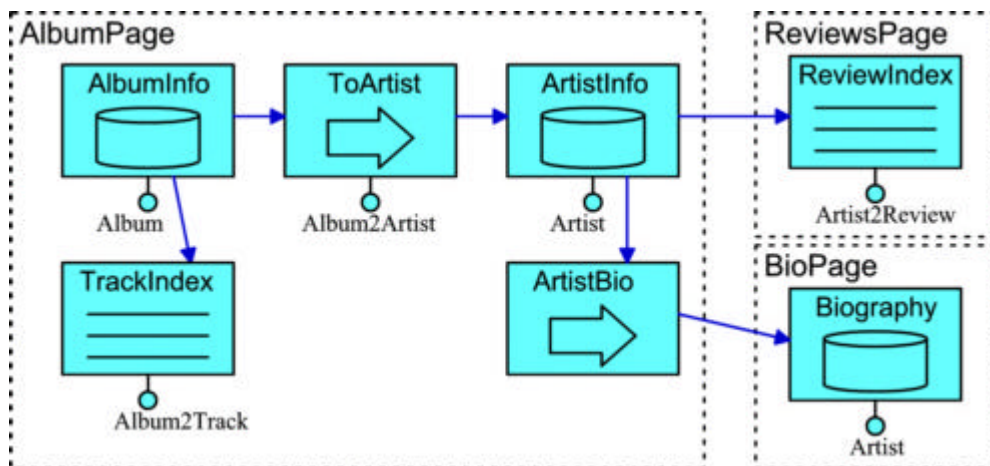 AlbumPage
ReviewsPage
AlbumInfo
ToArtist
ArtistInfo
ReviewIndex
Album
Album2Artist
Artist
Artist2Review
TrackIndex
ArtistBio
BioPage
Biography
Album2Track
Artist